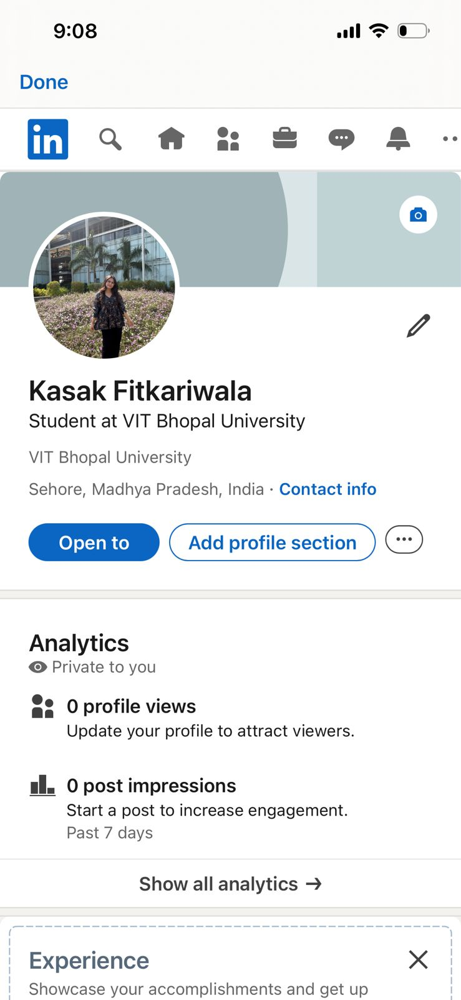 9:08
Done
in
Kasak Fitkariwala
Student at VIT Bhopal University
VIT Bhopal University
Sehore, Madhya Pradesh, India · Contact info
Open to
Add profile section
Analytics
Private to you
0 profile views
Update your profile to attract viewers.
0 post impressions
Start a post to increase engagement.
Past 7 days
Show all analytics →
Experience
Showcase your accomplishments and get up